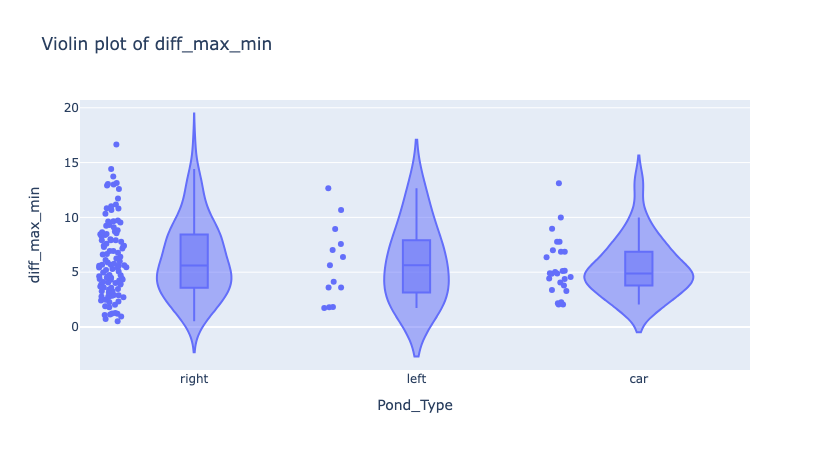 Violin plot of diff_max_min
20
15
10
5
0
diff_max_min
right left car
Pond_Type